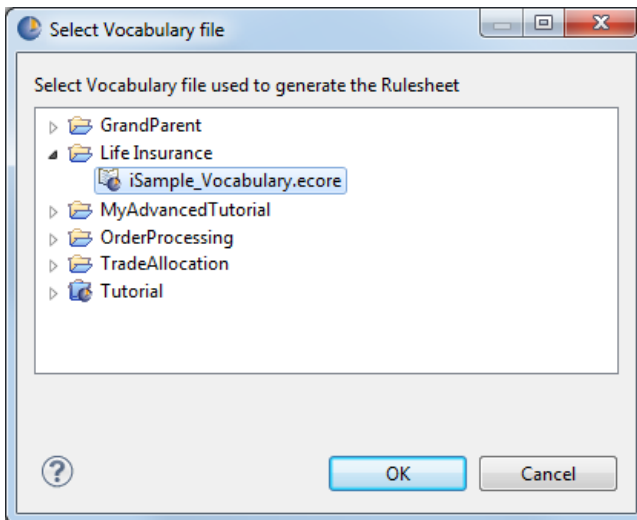 Select Vocabulary file
Select Vocabulary file used to generate the Rulesheet
GrandParent
Life Insurance
iSample_Vocabulary.ecore
MyAdvancedTutorial
OrderProcessing
TradeAllocation
Tutorial
?
OK
Cancel